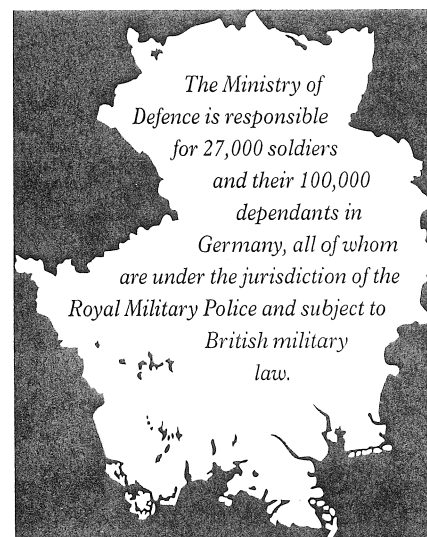 The Ministry of
Defence is responsible
for 27,000 soldiers
and their 100,000
dependants in
Germany, all of whom
are under the jurisdiction of the
Royal Military Police and subject to
British military
law.